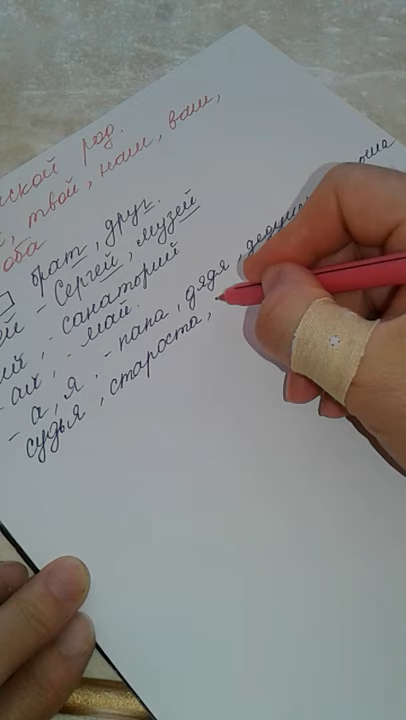 ской род.
, твой, наш, ваш,
оба
брат, друг.
ей - Сергей, музей
ий, - санаторий
- ай, - май.
- а, я. - папа, дядя,
судья, староста,